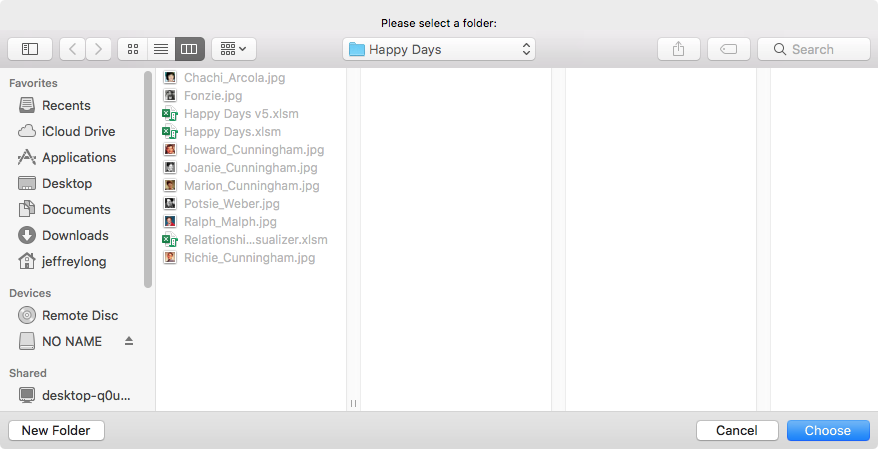 Please select a folder:
Happy Days
Search
Favorites
Recents
iCloud Drive
Applications
Desktop
Documents
Downloads
jeffreylong
Devices
Remote Disc
NO NAME
Shared
desktop-q0u...
Chachi_Arcola.jpg
Fonzie.jpg
Happy Days v5.xlsm
Happy Days.xlsm
Howard_Cunningham.jpg
Joanie_Cunningham.jpg
Marion_Cunningham.jpg
Potsie_Weber.jpg
Ralph_Malph.jpg
Relationshi...sualizer.xlsm
Richie_Cunningham.jpg
New Folder
Cancel
Choose